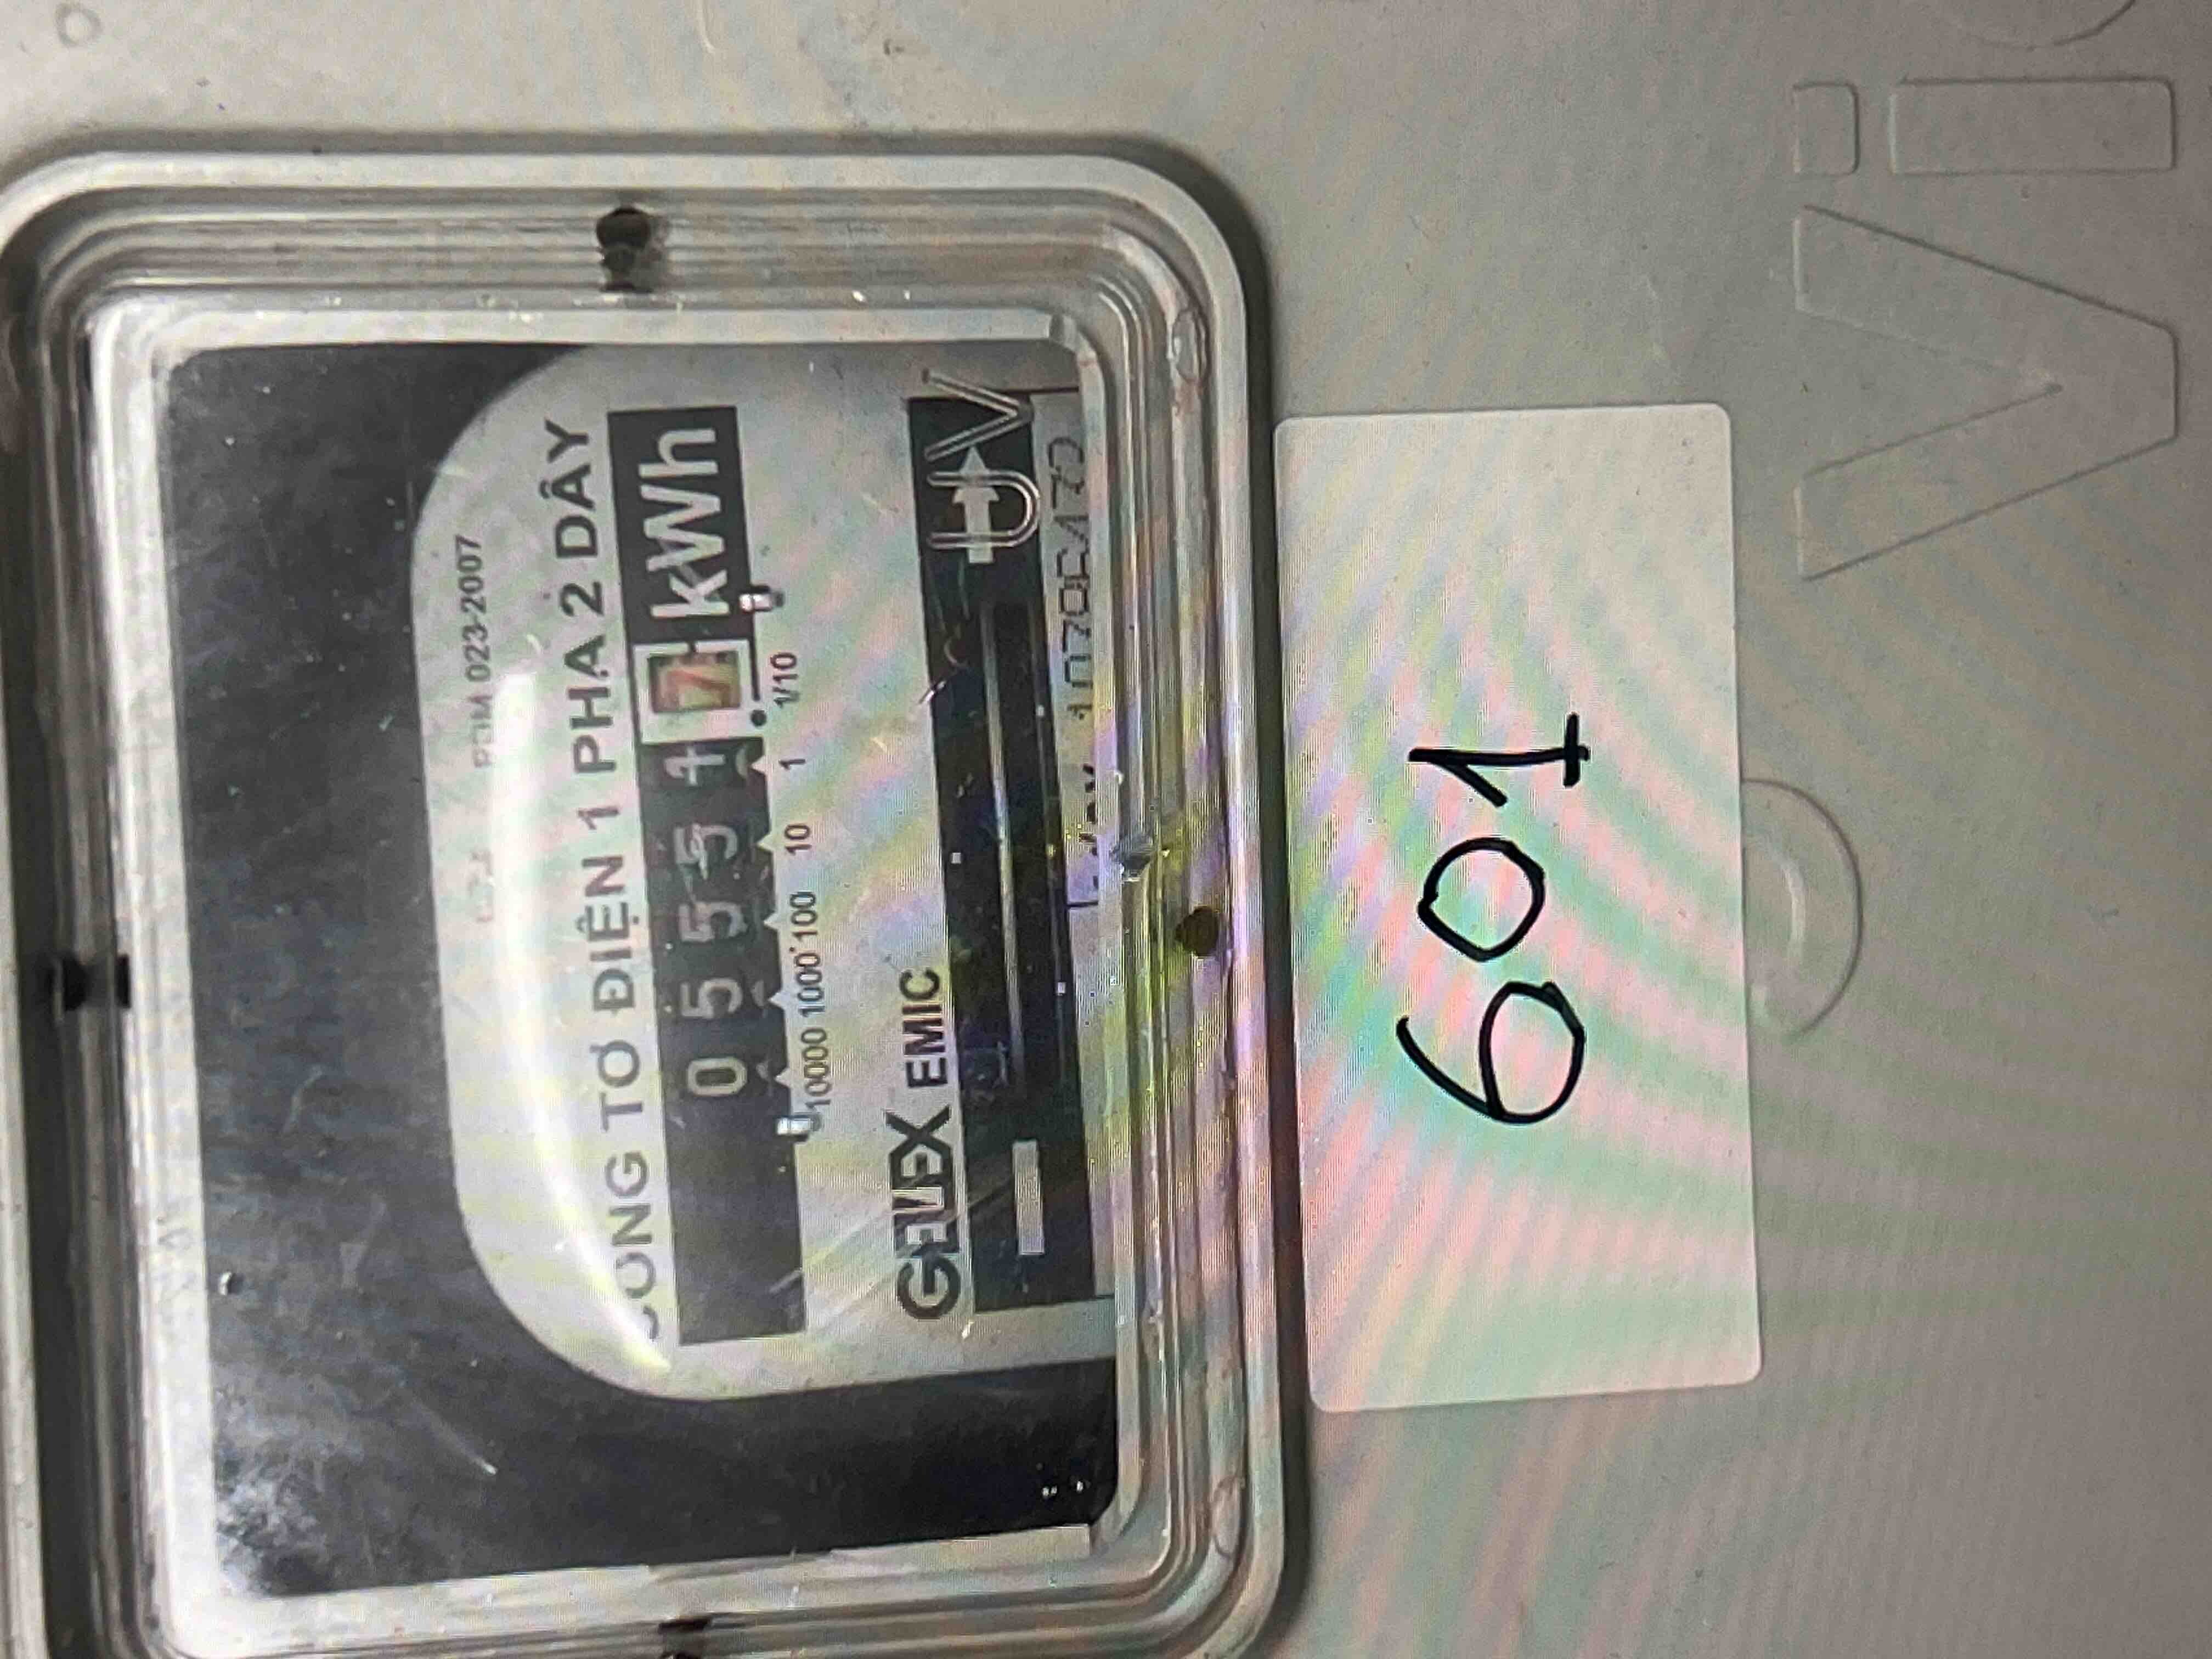 PĐM 023-2007
CÔNG TƠ ĐIỆN 1 PHA 2 DÂY
0 5 5 5 1 7 kWh
10000 1000 100 10 1 1/10
GELEX EMIC
601
Vi